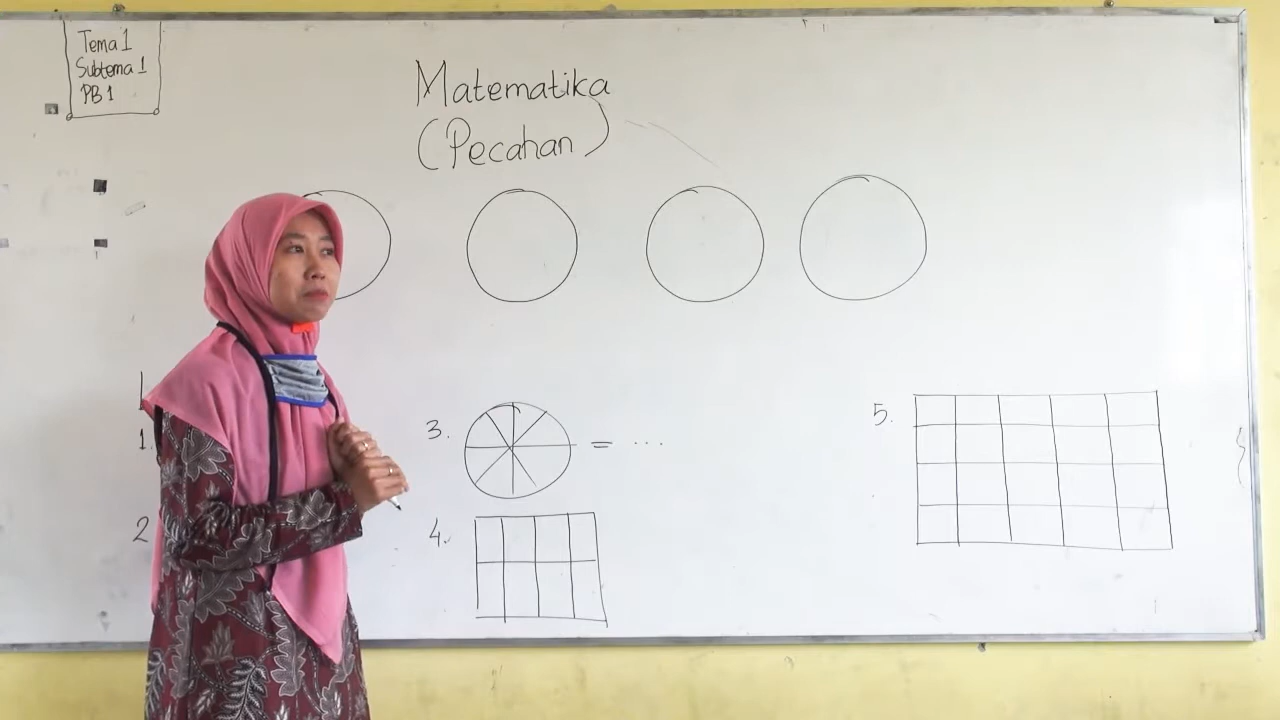 Tema 1
Subtema 1
PB 1
Matematika
(Pecahan)
1.
2
3. = ...
4.
5.